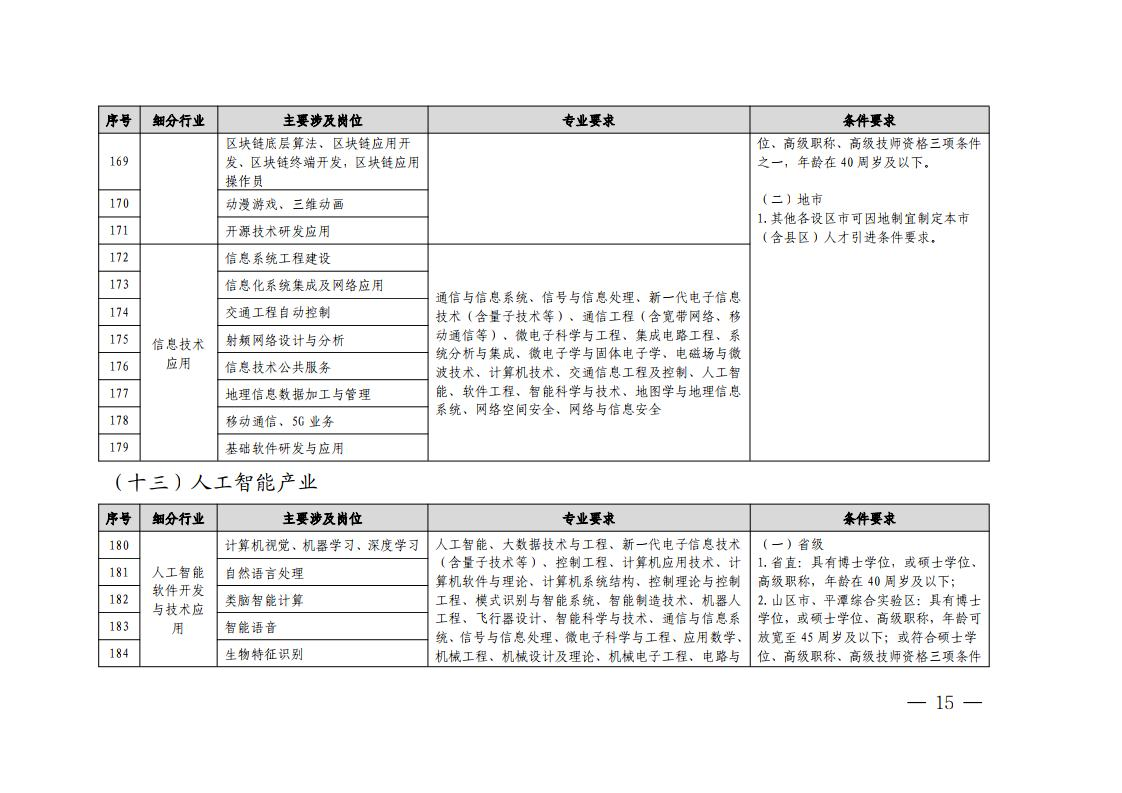 序号 细分行业 主要涉及岗位 专业要求 条件要求
169
区块链底层算法、区块链应用开
发、区块链终端开发，区块链应用
操作员
170 动漫游戏、三维动画
171 开源技术研发应用
位、高级职称、高级技师资格三项条件
之一，年龄在 40 周岁及以下。
（二）地市
1.其他各设区市可因地制宜制定本市
（含县区）人才引进条件要求。
172 信息系统工程建设
173 信息化系统集成及网络应用
174 交通工程自动控制
175 射频网络设计与分析
176 信息技术公共服务
177 地理信息数据加工与管理
178 移动通信、5G 业务
179 基础软件研发与应用
信息技术
应用
通信与信息系统、信号与信息处理、新一代电子信息
技术（含量子技术等）、通信工程（含宽带网络、移
动通信等）、微电子科学与工程、集成电路工程、系
统分析与集成、微电子学与固体电子学、电磁场与微
波技术、计算机技术、交通信息工程及控制、人工智
能、软件工程、智能科学与技术、地图学与地理信息
系统、网络空间安全、网络与信息安全
（十三）人工智能产业
序号 细分行业 主要涉及岗位 专业要求 条件要求
180 计算机视觉、机器学习、深度学习
181 自然语言处理
182 类脑智能计算
183 智能语音
184 生物特征识别
人工智能
软件开发
与技术应
用
人工智能、大数据技术与工程、新一代电子信息技术
（含量子技术等）、控制工程、计算机应用技术、计
算机软件与理论、计算机系统结构、控制理论与控制
工程、模式识别与智能系统、智能制造技术、机器人
工程、飞行器设计、智能科学与技术、通信与信息系
统、信号与信息处理、微电子科学与工程、应用数学、
机械工程、机械设计及理论、机械电子工程、电路与
（一）省级
1.省直：具有博士学位，或硕士学位、
高级职称，年龄在 40 周岁及以下；
2.山区市、平潭综合实验区：具有博士
学位，或硕士学位、高级职称，年龄可
放宽至 45 周岁及以下；或符合硕士学
位、高级职称、高级技师资格三项条件
— 15 —